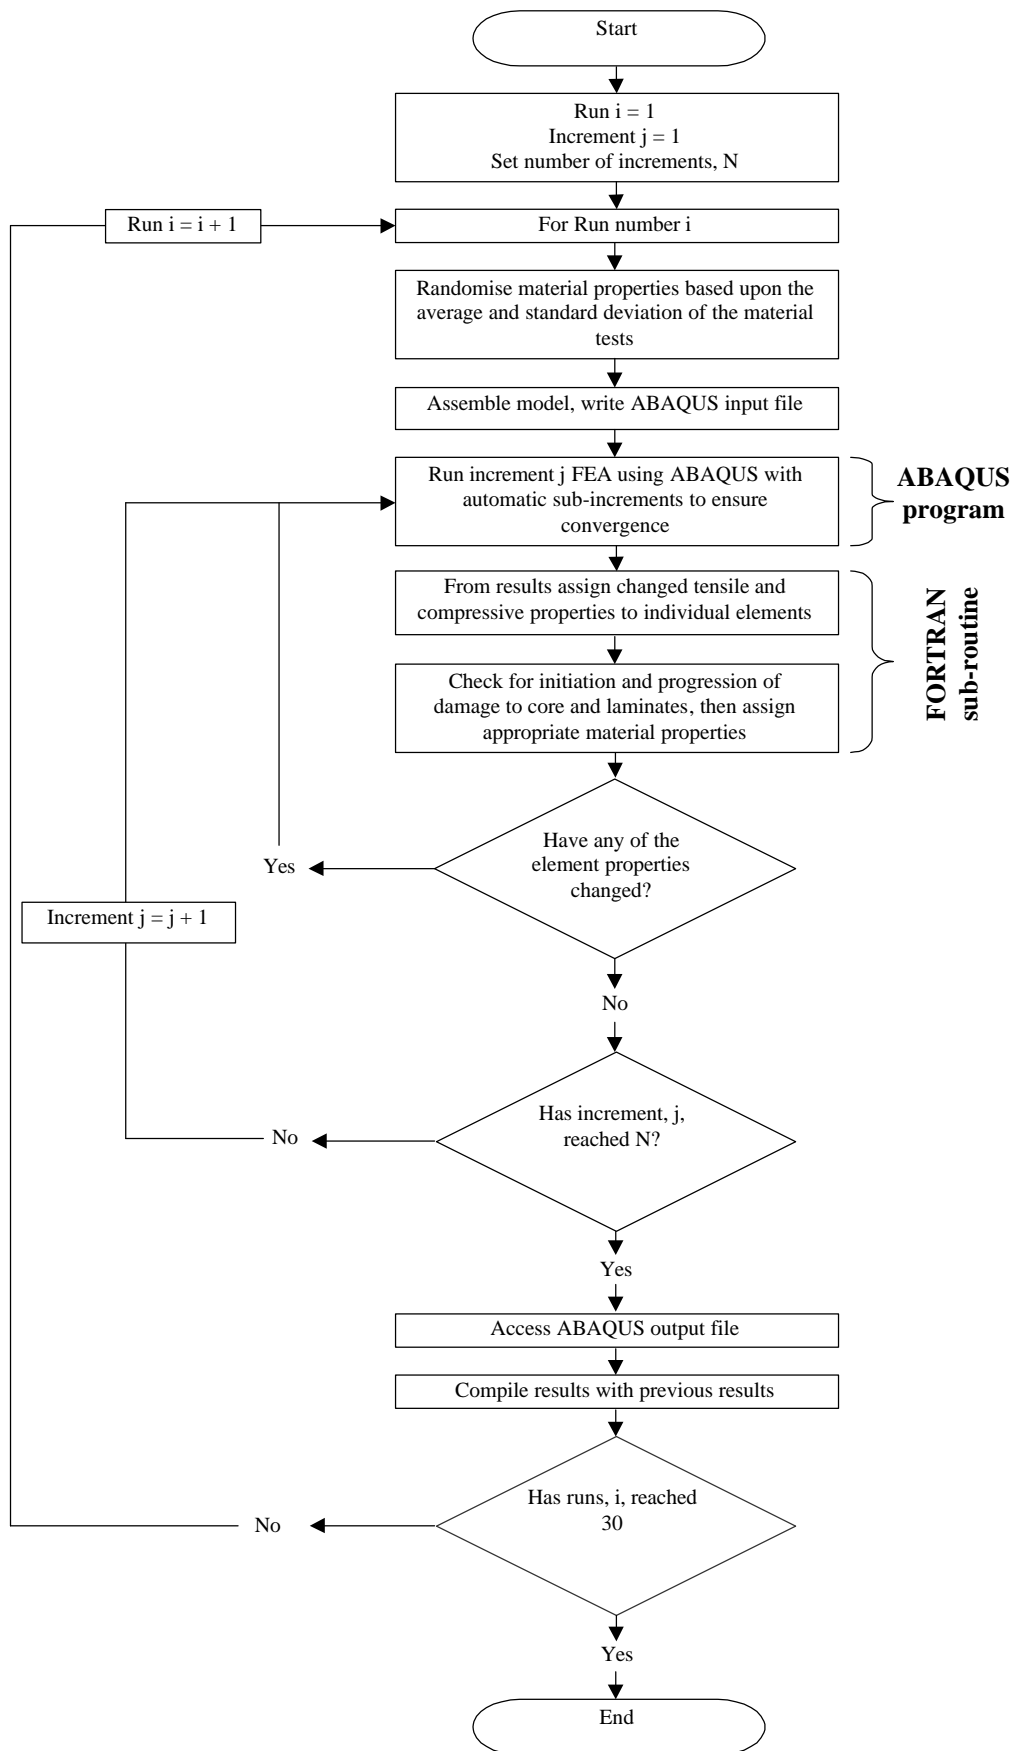 Start
Run i = 1
Increment j = 1
Set number of increments, N
Run i = i + 1
For Run number i
Randomise material properties based upon the
average and standard deviation of the material
tests
Assemble model, write ABAQUS input file
Run increment j FEA using ABAQUS with
automatic sub-increments to ensure
convergence
ABAQUS
program
From results assign changed tensile and
compressive properties to individual elements
Check for initiation and progression of
damage to core and laminates, then assign
appropriate material properties
FORTRAN
sub-routine
Have any of the
element properties
changed?
Yes
Increment j = j + 1
No
Has increment, j,
reached N?
No
Yes
Access ABAQUS output file
Compile results with previous results
Has runs, i, reached
30
No
Yes
End